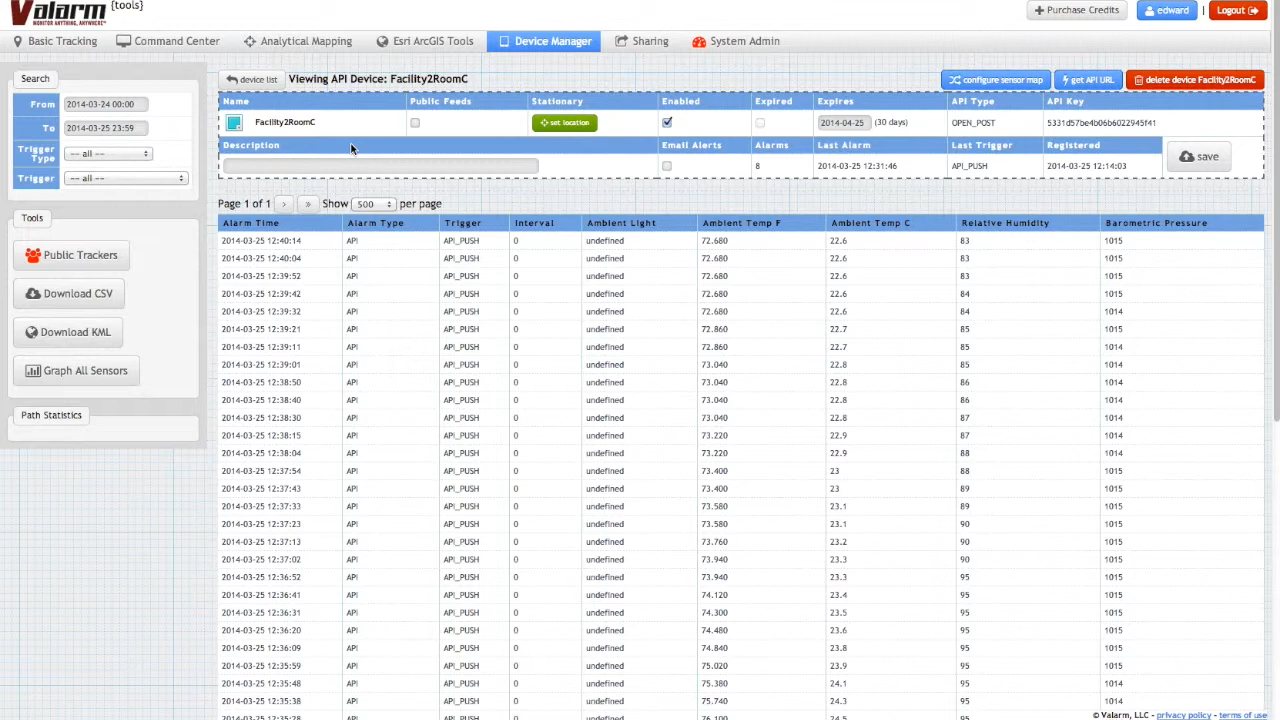 Valarm {tools}
MONITOR ANYTHING, ANYWHERE™
Purchase Credits edward | Logout
Basic Tracking Command Center Analytical Mapping Esri ArcGIS Tools Device Manager Sharing System Admin
Search
From 2014-03-24 00:00
To 2014-03-25 23:59
Trigger Type -- all --
Trigger -- all --
Tools
Public Trackers
Download CSV
Download KML
Graph All Sensors
Path Statistics
device list Viewing API Device: Facility2RoomC configure sensor map get API URL delete device Facility2RoomC
Name Public Feeds Stationary Enabled Expired Expires API Type API Key
Facility2RoomC set location 2014-04-25 (30 days) OPEN_POST 5331d57be4b06b6022945f41
Description Email Alerts Alarms Last Alarm Last Trigger Registered
8 2014-03-25 12:31:46 API_PUSH 2014-03-25 12:14:03 save
Page 1 of 1 › » Show 500 per page
Alarm Time Alarm Type Trigger Interval Ambient Light Ambient Temp F Ambient Temp C Relative Humidity Barometric Pressure
2014-03-25 12:40:14 API API_PUSH 0 undefined 72.680 22.6 83 1015
2014-03-25 12:40:04 API API_PUSH 0 undefined 72.680 22.6 83 1015
2014-03-25 12:39:52 API API_PUSH 0 undefined 72.680 22.6 83 1015
2014-03-25 12:39:42 API API_PUSH 0 undefined 72.680 22.6 84 1015
2014-03-25 12:39:32 API API_PUSH 0 undefined 72.680 22.6 84 1014
2014-03-25 12:39:21 API API_PUSH 0 undefined 72.860 22.7 85 1015
2014-03-25 12:39:11 API API_PUSH 0 undefined 72.860 22.7 85 1014
2014-03-25 12:39:01 API API_PUSH 0 undefined 73.040 22.8 85 1014
2014-03-25 12:38:50 API API_PUSH 0 undefined 73.040 22.8 86 1014
2014-03-25 12:38:40 API API_PUSH 0 undefined 73.040 22.8 86 1014
2014-03-25 12:38:30 API API_PUSH 0 undefined 73.040 22.8 87 1014
2014-03-25 12:38:15 API API_PUSH 0 undefined 73.220 22.9 87 1014
2014-03-25 12:38:04 API API_PUSH 0 undefined 73.220 22.9 88 1014
2014-03-25 12:37:54 API API_PUSH 0 undefined 73.400 23 88 1015
2014-03-25 12:37:43 API API_PUSH 0 undefined 73.400 23 89 1015
2014-03-25 12:37:33 API API_PUSH 0 undefined 73.580 23.1 89 1015
2014-03-25 12:37:23 API API_PUSH 0 undefined 73.580 23.1 90 1015
2014-03-25 12:37:13 API API_PUSH 0 undefined 73.760 23.2 90 1015
2014-03-25 12:37:02 API API_PUSH 0 undefined 73.940 23.3 90 1015
2014-03-25 12:36:52 API API_PUSH 0 undefined 73.940 23.3 95 1015
2014-03-25 12:36:41 API API_PUSH 0 undefined 74.120 23.4 95 1015
2014-03-25 12:36:31 API API_PUSH 0 undefined 74.300 23.5 95 1015
2014-03-25 12:36:20 API API_PUSH 0 undefined 74.480 23.6 95 1015
2014-03-25 12:36:09 API API_PUSH 0 undefined 74.840 23.8 95 1015
2014-03-25 12:35:59 API API_PUSH 0 undefined 75.020 23.9 95 1015
2014-03-25 12:35:48 API API_PUSH 0 undefined 75.380 24.1 95 1014
2014-03-25 12:35:38 API API_PUSH 0 undefined 75.740 24.3 95 1014
2014-03-25 12:35:28 API API_PUSH 0 undefined 76.100 24.5 95 1014
© Valarm, LLC - privacy policy - terms of use